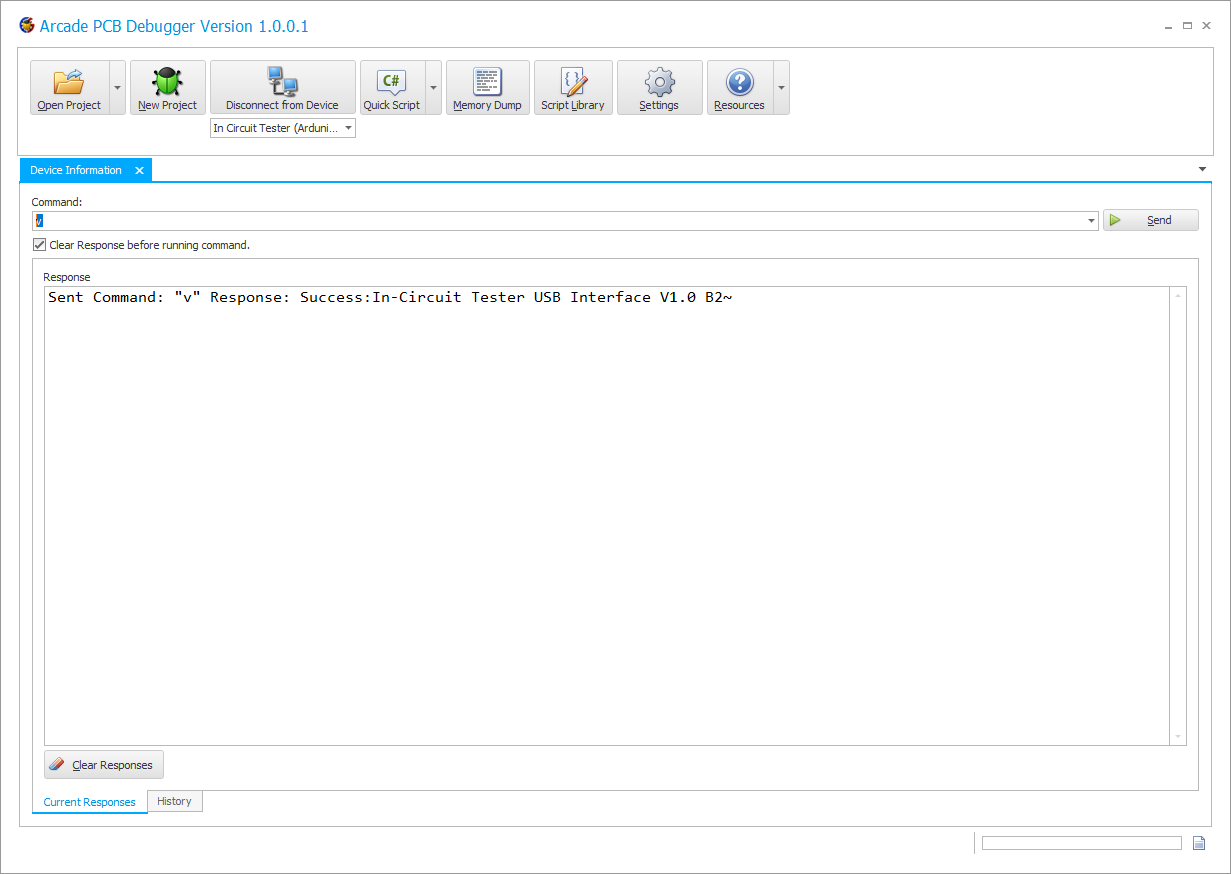 Arcade PCB Debugger Version 1.0.0.1
Open Project New Project Disconnect from Device C# Quick Script Memory Dump {} Script Library ? Settings Resources
In Circuit Tester (Arduni...
Device Information
Command:
v Send
Clear Response before running command.
Response
Sent Command: "v" Response: Success:In-Circuit Tester USB Interface V1.0 B2~
Clear Responses
Current Responses History